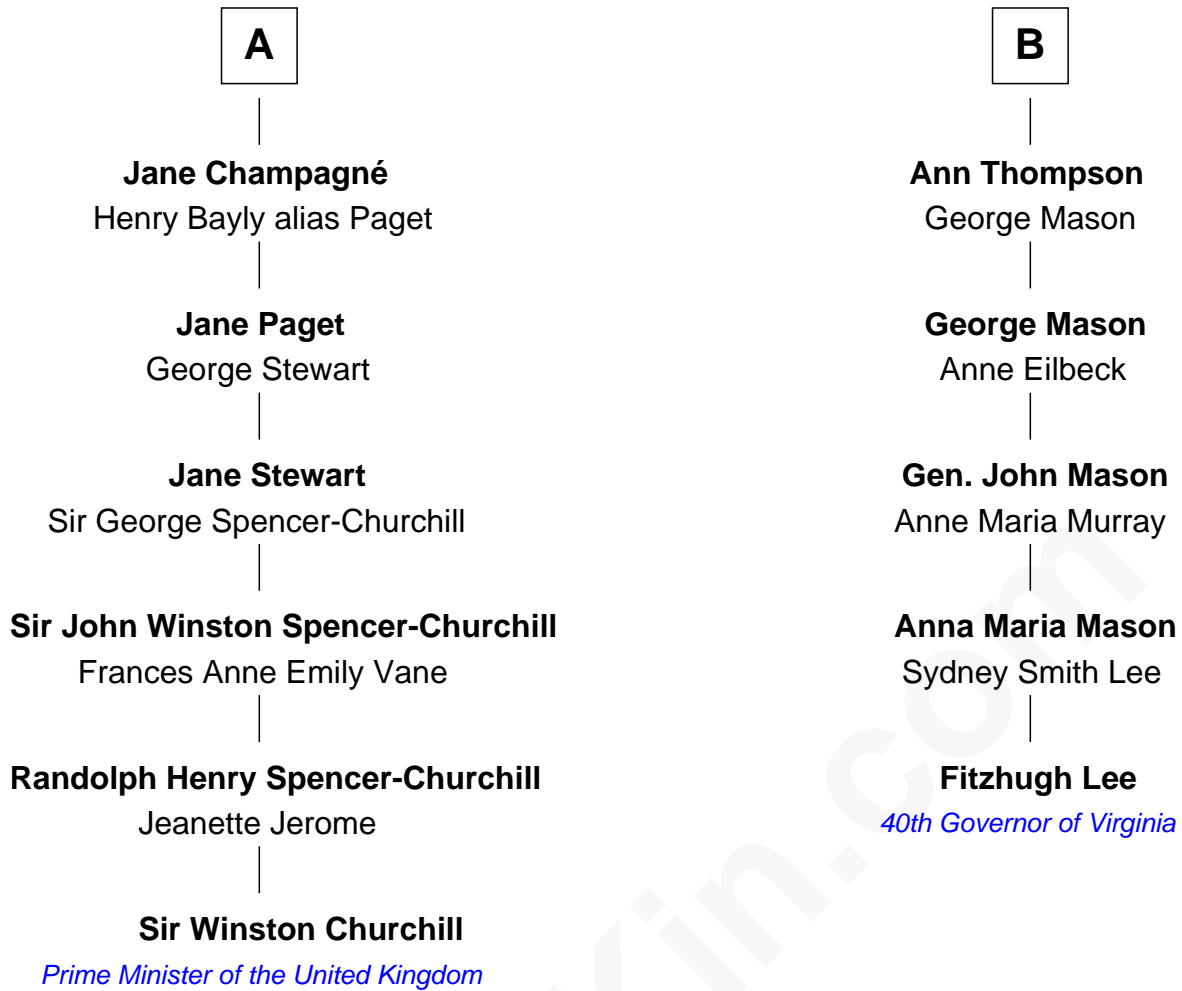 A
Jane Champagné
Henry Bayly alias Paget
Jane Paget
George Stewart
Jane Stewart
Sir George Spencer-Churchill
Sir John Winston Spencer-Churchill
Frances Anne Emily Vane
Randolph Henry Spencer-Churchill
Jeanette Jerome
Sir Winston Churchill
Prime Minister of the United Kingdom
B
Ann Thompson
George Mason
George Mason
Anne Eilbeck
Gen. John Mason
Anne Maria Murray
Anna Maria Mason
Sydney Smith Lee
Fitzhugh Lee
40th Governor of Virginia